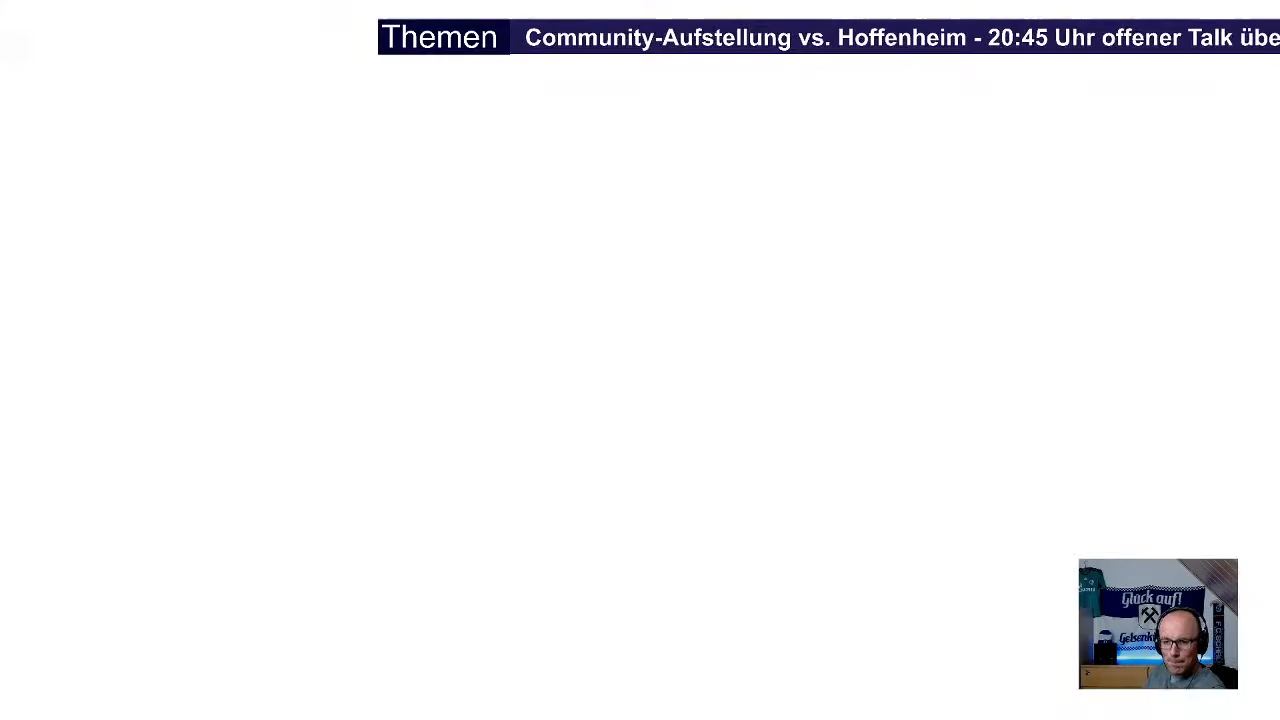 Themen
Community-Aufstellung vs. Hoffenheim - 20:45 Uhr offener Talk übe
Glück auf!